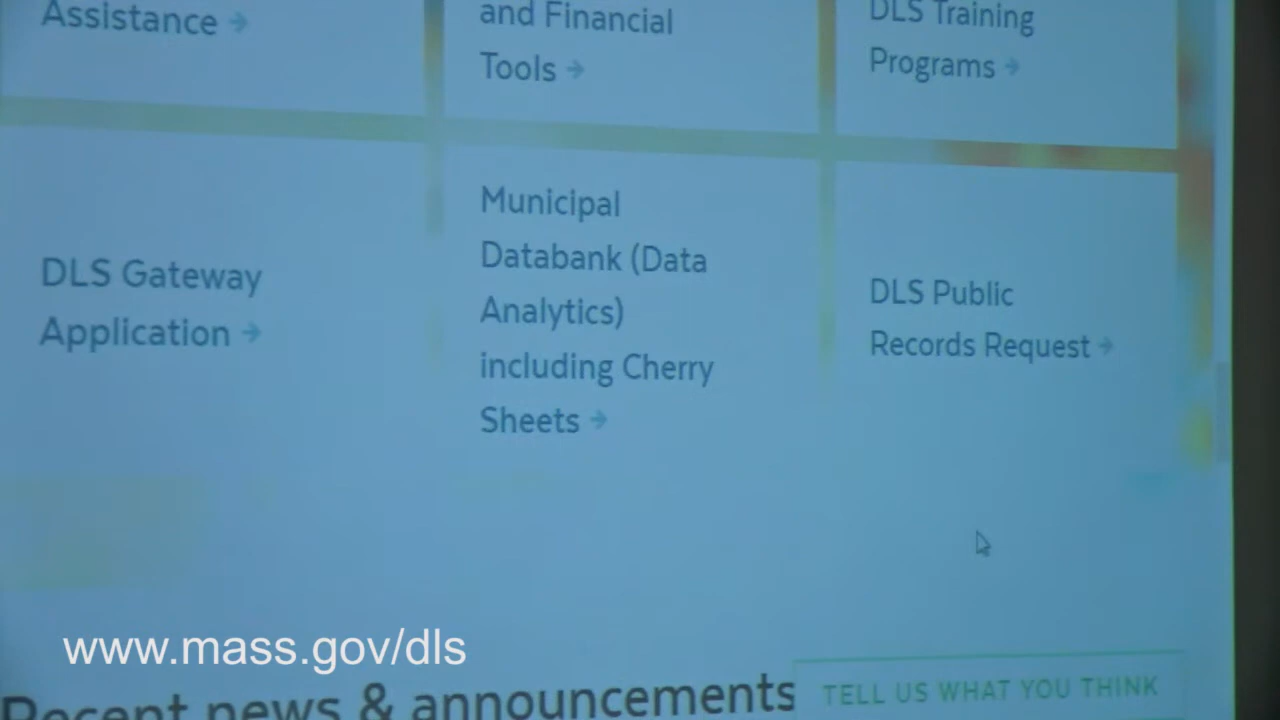 Assistance →
and Financial
Tools →
DLS Training
Programs →
DLS Gateway
Application →
Municipal
Databank (Data
Analytics)
including Cherry
Sheets →
DLS Public
Records Request →
www.mass.gov/dls
Recent news & announcements
TELL US WHAT YOU THINK